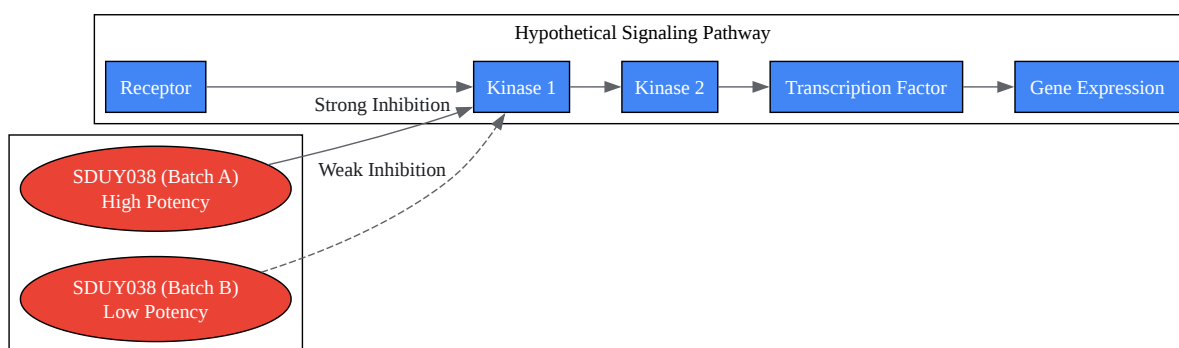 Hypothetical Signaling Pathway
Receptor
Kinase 1
Kinase 2
Transcription Factor
Gene Expression
Strong Inhibition
Weak Inhibition
SDUY038 (Batch A)
High Potency
SDUY038 (Batch B)
Low Potency